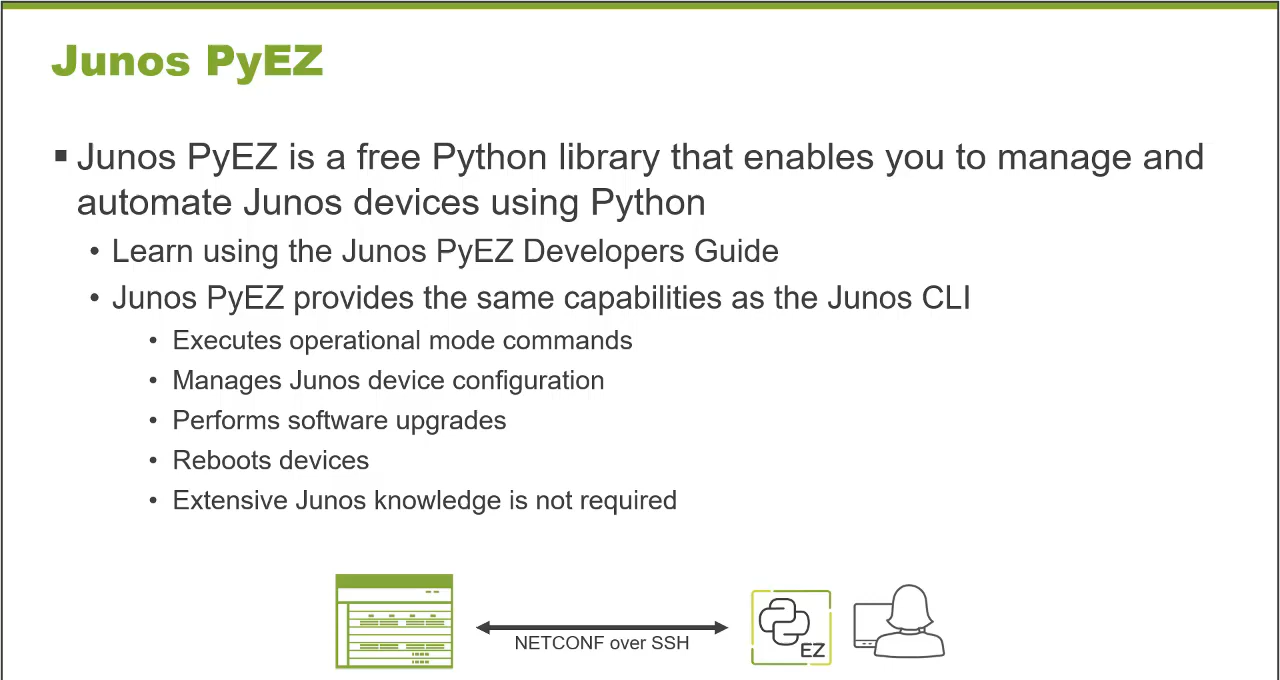 Junos PyEZ
▪ Junos PyEZ is a free Python library that enables you to manage and
automate Junos devices using Python
• Learn using the Junos PyEZ Developers Guide
• Junos PyEZ provides the same capabilities as the Junos CLI
• Executes operational mode commands
• Manages Junos device configuration
• Performs software upgrades
• Reboots devices
• Extensive Junos knowledge is not required
NETCONF over SSH
EZ